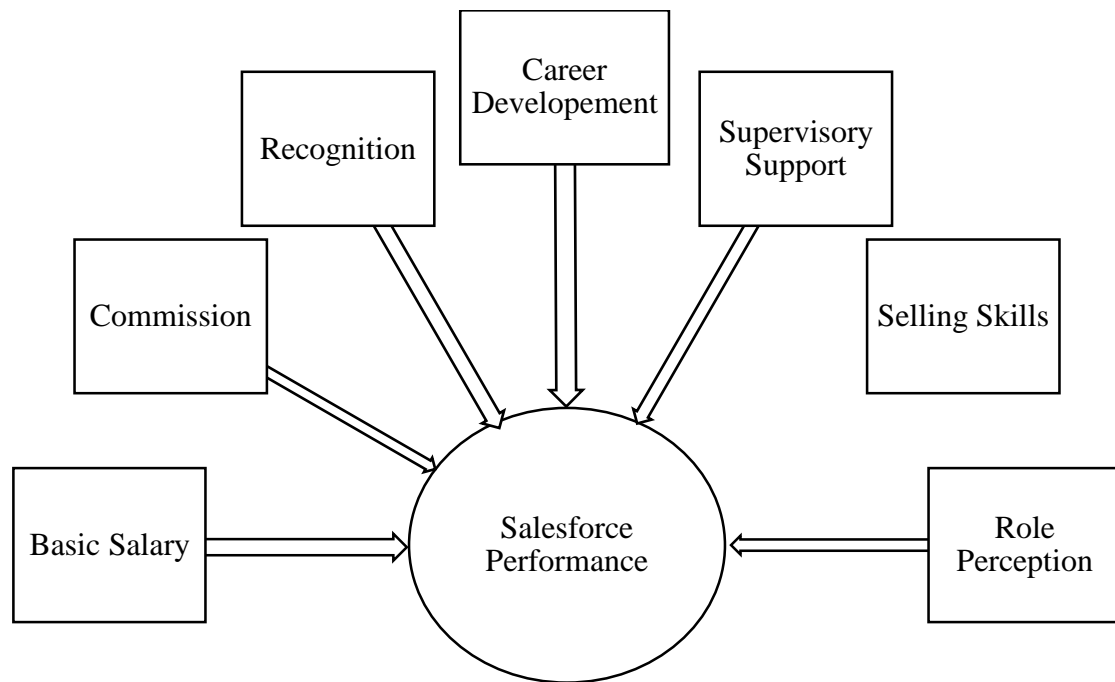 Career
Developement
Recognition
Supervisory
Support
Commission
Selling Skills
Basic Salary
Salesforce
Performance
Role
Perception